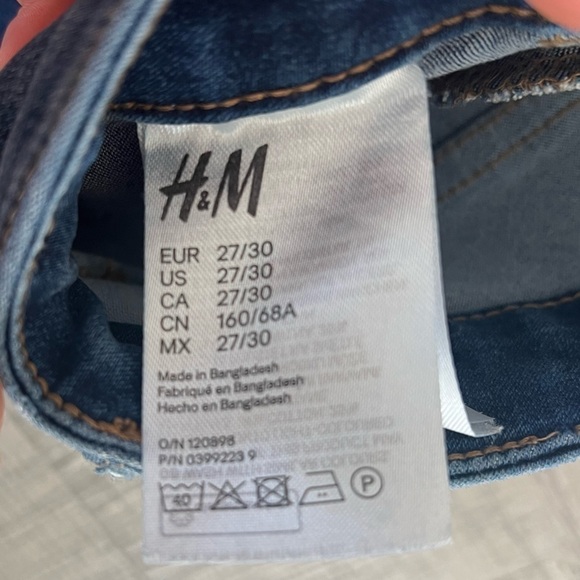 H&M
EUR 27/30
US 27/30
CA 27/30
CN 160/68A
MX 27/30
Made in Bangladesh
Fabriqué en Bangladesh
Hecho en Bangladesh
O/N 120898
P/N 0399223 9
40 P